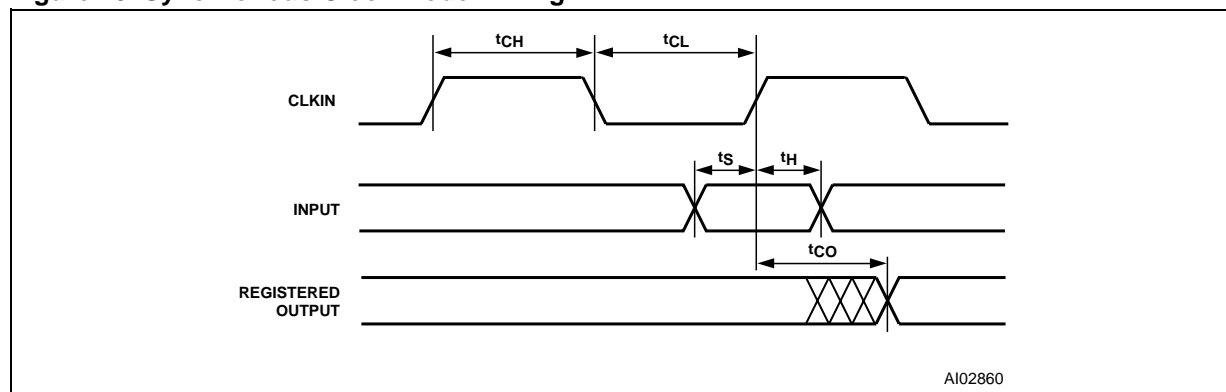 tCH
tCL
CLKIN
tS
tH
INPUT
tCO
REGISTERED
OUTPUT
AI02860